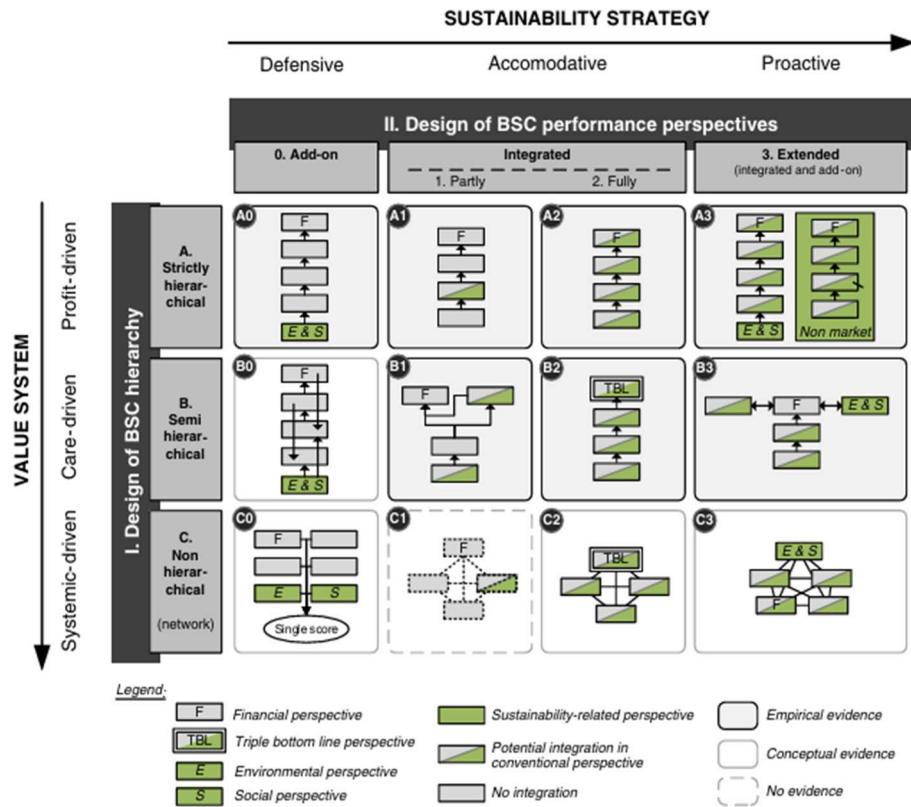 SUSTAINABILITY STRATEGY
Defensive
Accomodative
Proactive
II. Design of BSC performance perspectives
0. Add-on
Integrated
3. Extended
1. Partly
2. Fully
(integrated and add-on)
VALUE SYSTEM
Profit-driven
Care-driven
Systemic-driven
I. Design of BSC hierarchy
A.
Strictly
hierar-
chical
A0
F
E & S
A1
F
A2
F
A3
F
E & S
F
Non market
B.
Semi
hierar-
chical
B0
F
E & S
B1
F
B2
TBL
B3
F
E & S
C.
Non
hierar-
chical
(network)
C0
F
E
S
Single score
C1
F
C2
TBL
C3
E & S
F
Legend:
F
Financial perspective
TBL
Triple bottom line perspective
E
Environmental perspective
S
Social perspective
Sustainability-related perspective
Potential integration in
conventional perspective
No integration
Empirical evidence
Conceptual evidence
No evidence